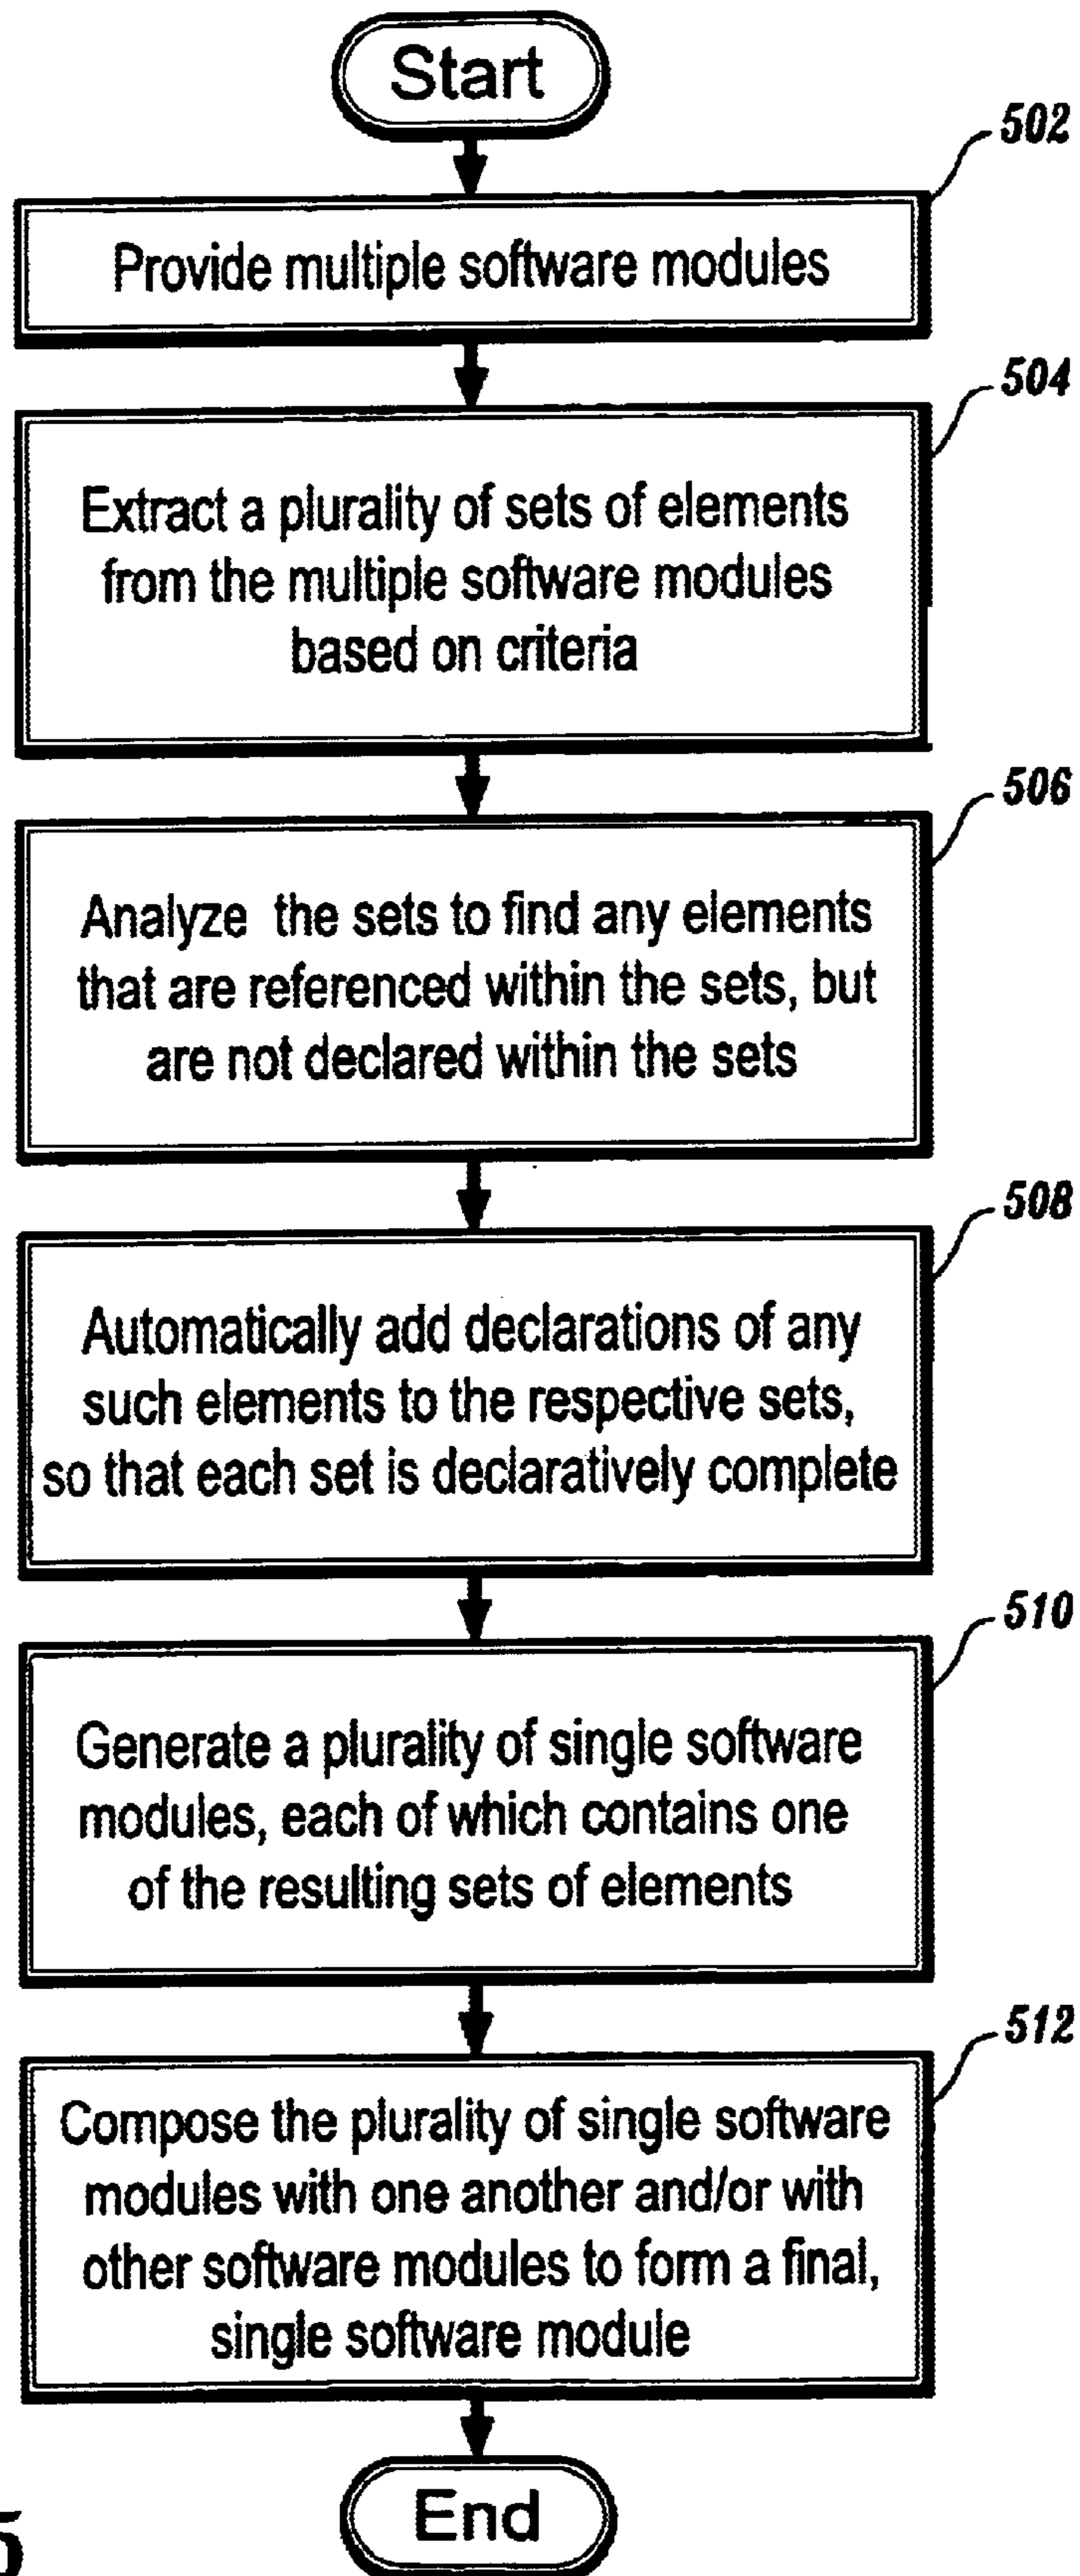 Start
502
Provide multiple software modules
504
Extract a plurality of sets of elements
from the multiple software modules
based on criteria
506
Analyze the sets to find any elements
that are referenced within the sets, but
are not declared within the sets
508
Automatically add declarations of any
such elements to the respective sets,
so that each set is declaratively complete
510
Generate a plurality of single software
modules, each of which contains one
of the resulting sets of elements
512
Compose the plurality of single software
modules with one another and/or with
other software modules to form a final,
single software module
End
5